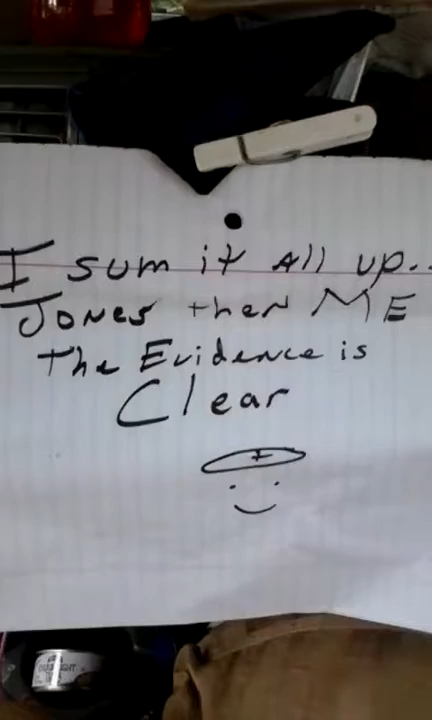 I sum it All up..
Jones then ME
the Evidence is
Clear